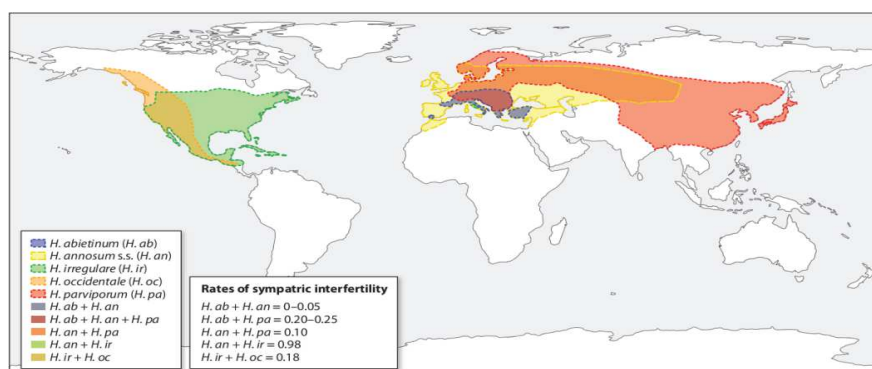 H. abietinum (H. ab)
H. annosum s.s. (H. an)
H. irregulare (H. ir)
H. occidentale (H. oc)
H. parviporum (H. pa)
H. ab + H. an
H. ab + H. an + H. pa
H. an + H. pa
H. an + H. ir
H. ir + H. oc
Rates of sympatric interfertility
H. ab + H. an = 0–0.05
H. ab + H. pa = 0.20–0.25
H. an + H. pa = 0.10
H. an + H. ir = 0.98
H. ir + H. oc = 0.18